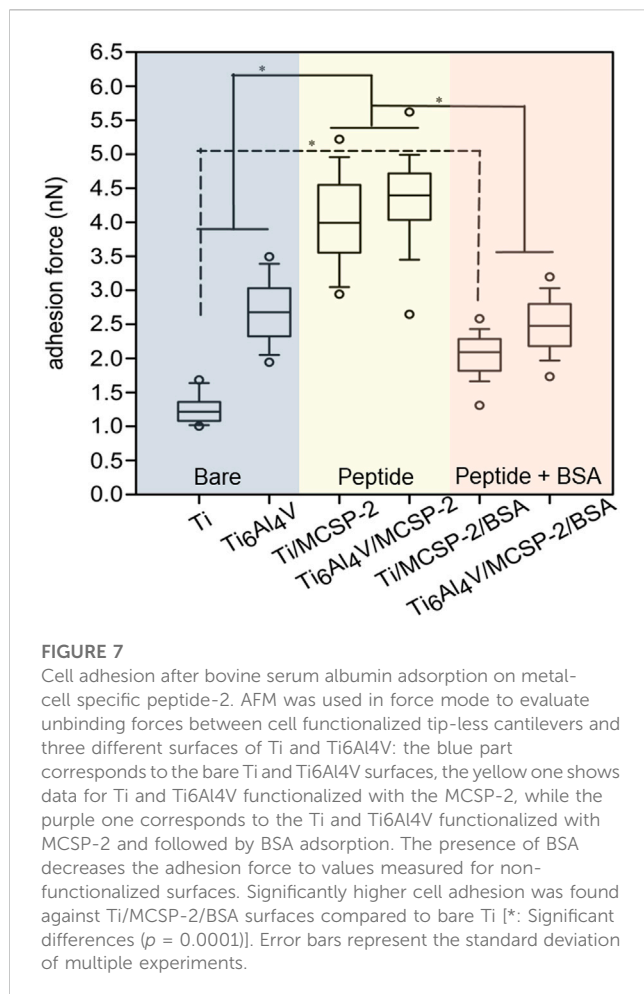 6.5
6.0
5.5
5.0
4.5
4.0
3.5
3.0
2.5
2.0
1.5
1.0
0.5
0.0
adhesion force (nN)
*
*
*
Bare
Peptide
Peptide + BSA
Ti
Ti6Al4V
Ti/MCSP-2
Ti6Al4V/MCSP-2
Ti/MCSP-2/BSA
Ti6Al4V/MCSP-2/BSA
FIGURE 7
Cell adhesion after bovine serum albumin adsorption on metal-
cell specific peptide-2. AFM was used in force mode to evaluate
unbinding forces between cell functionalized tip-less cantilevers and
three different surfaces of Ti and Ti6Al4V: the blue part
corresponds to the bare Ti and Ti6Al4V surfaces, the yellow one shows
data for Ti and Ti6Al4V functionalized with the MCSP-2, while the
purple one corresponds to the Ti and Ti6Al4V functionalized with
MCSP-2 and followed by BSA adsorption. The presence of BSA
decreases the adhesion force to values measured for non-
functionalized surfaces. Significantly higher cell adhesion was found
against Ti/MCSP-2/BSA surfaces compared to bare Ti [*: Significant
differences (p = 0.0001)]. Error bars represent the standard deviation
of multiple experiments.